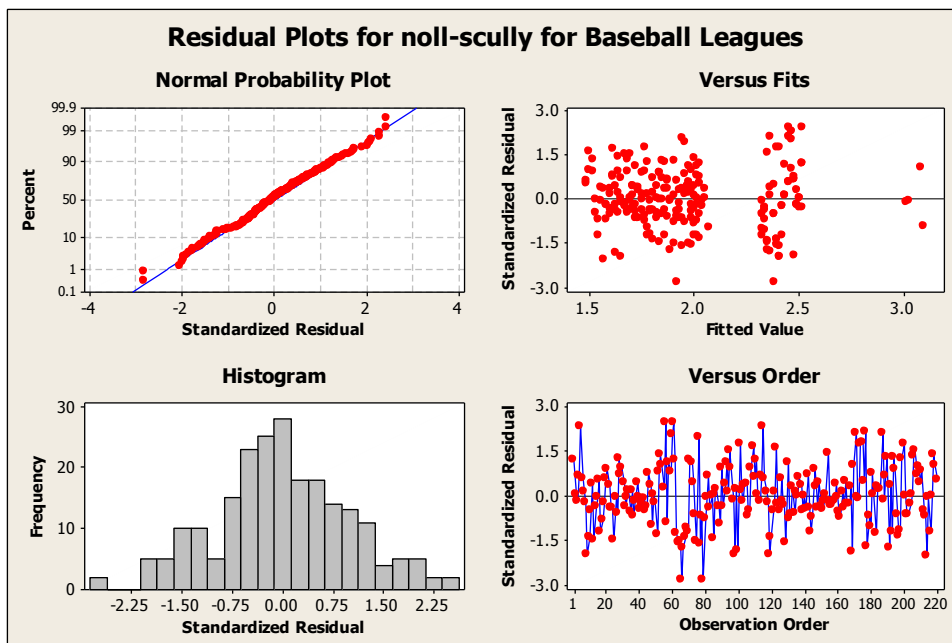 Residual Plots for noll-scully for Baseball Leagues
Normal Probability Plot
Percent
99.9
99
90
50
10
1
0.1
-4 -2 0 2 4
Standardized Residual
Versus Fits
Standardized Residual
3.0
1.5
0.0
-1.5
-3.0
1.5 2.0 2.5 3.0
Fitted Value
Histogram
Frequency
30
20
10
0
-2.25 -1.50 -0.75 0.00 0.75 1.50 2.25
Standardized Residual
Versus Order
Standardized Residual
3.0
1.5
0.0
-1.5
-3.0
1 20 40 60 80 100 120 140 160 180 200 220
Observation Order